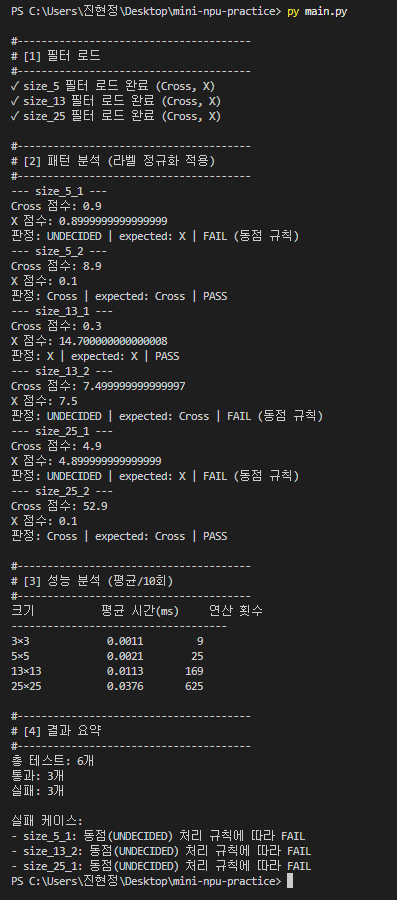 PS C:\Users\진현정\Desktop\mini-npu-practice> py main.py
#---------------------------------------
# [1] 필터 로드
#---------------------------------------
✓ size_5 필터 로드 완료 (Cross, X)
✓ size_13 필터 로드 완료 (Cross, X)
✓ size_25 필터 로드 완료 (Cross, X)
#---------------------------------------
# [2] 패턴 분석 (라벨 정규화 적용)
#---------------------------------------
--- size_5_1 ---
Cross 점수: 0.9
X 점수: 0.8999999999999999
판정: UNDECIDED | expected: X | FAIL (동점 규칙)
--- size_5_2 ---
Cross 점수: 8.9
X 점수: 0.1
판정: Cross | expected: Cross | PASS
--- size_13_1 ---
Cross 점수: 0.3
X 점수: 14.700000000000008
판정: X | expected: X | PASS
--- size_13_2 ---
Cross 점수: 7.499999999999997
X 점수: 7.5
판정: UNDECIDED | expected: Cross | FAIL (동점 규칙)
--- size_25_1 ---
Cross 점수: 4.9
X 점수: 4.899999999999999
판정: UNDECIDED | expected: X | FAIL (동점 규칙)
--- size_25_2 ---
Cross 점수: 52.9
X 점수: 0.1
판정: Cross | expected: Cross | PASS
#---------------------------------------
# [3] 성능 분석 (평균/10회)
#---------------------------------------
크기 평균 시간(ms) 연산 횟수
------------------------------------
3×3 0.0011 9
5×5 0.0021 25
13×13 0.0113 169
25×25 0.0376 625
#---------------------------------------
# [4] 결과 요약
#---------------------------------------
총 테스트: 6개
통과: 3개
실패: 3개
실패 케이스:
- size_5_1: 동점(UNDECIDED) 처리 규칙에 따라 FAIL
- size_13_2: 동점(UNDECIDED) 처리 규칙에 따라 FAIL
- size_25_1: 동점(UNDECIDED) 처리 규칙에 따라 FAIL
PS C:\Users\진현정\Desktop\mini-npu-practice>